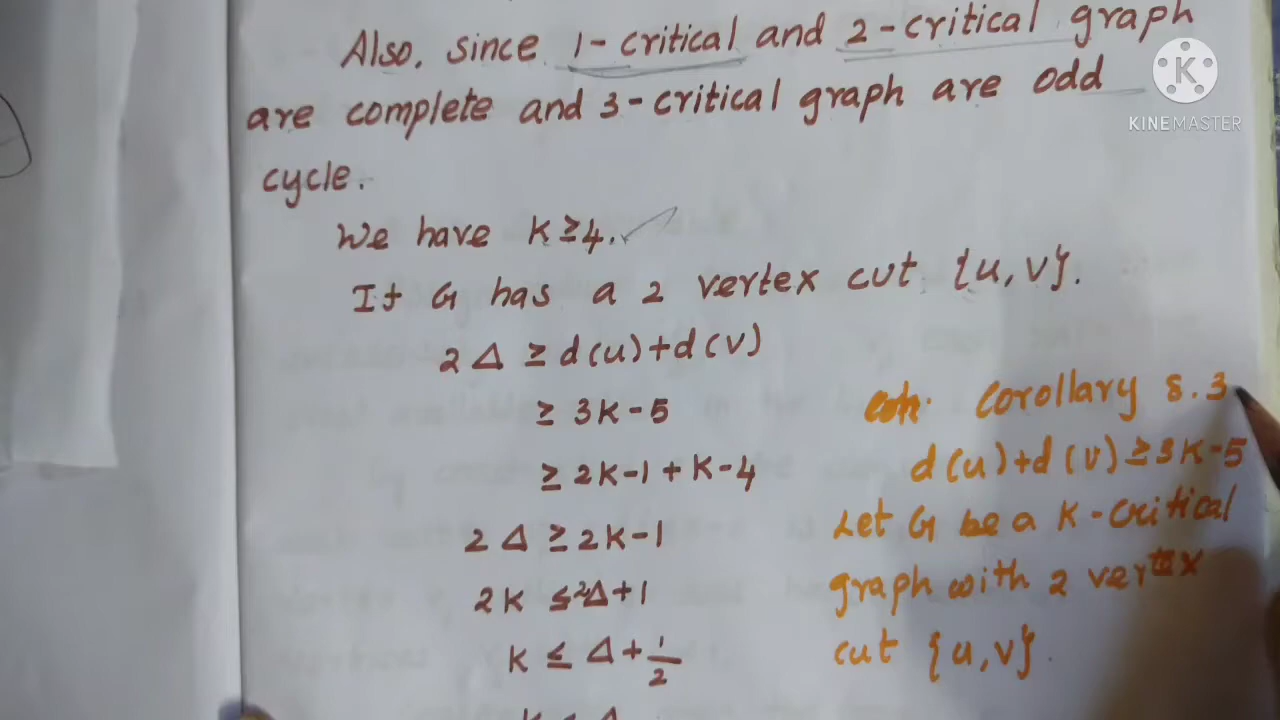 Also, since 1-critical and 2-critical graph
are complete and 3-critical graph are odd
cycle.
We have K ≥ 4.
If G has a 2 vertex cut {u, v}.
2 Δ ≥ d(u)+d(v)
≥ 3K-5
≥ 2K-1 + K-4
2 Δ ≥ 2K-1
2K ≤ 2Δ+1
K ≤ Δ + 1/2
Corollary 8.3
d(u)+d(v) ≥ 3K-5
Let G be a K-Critical
graph with 2 vertex
cut {u, v}.
K
KINEMASTER